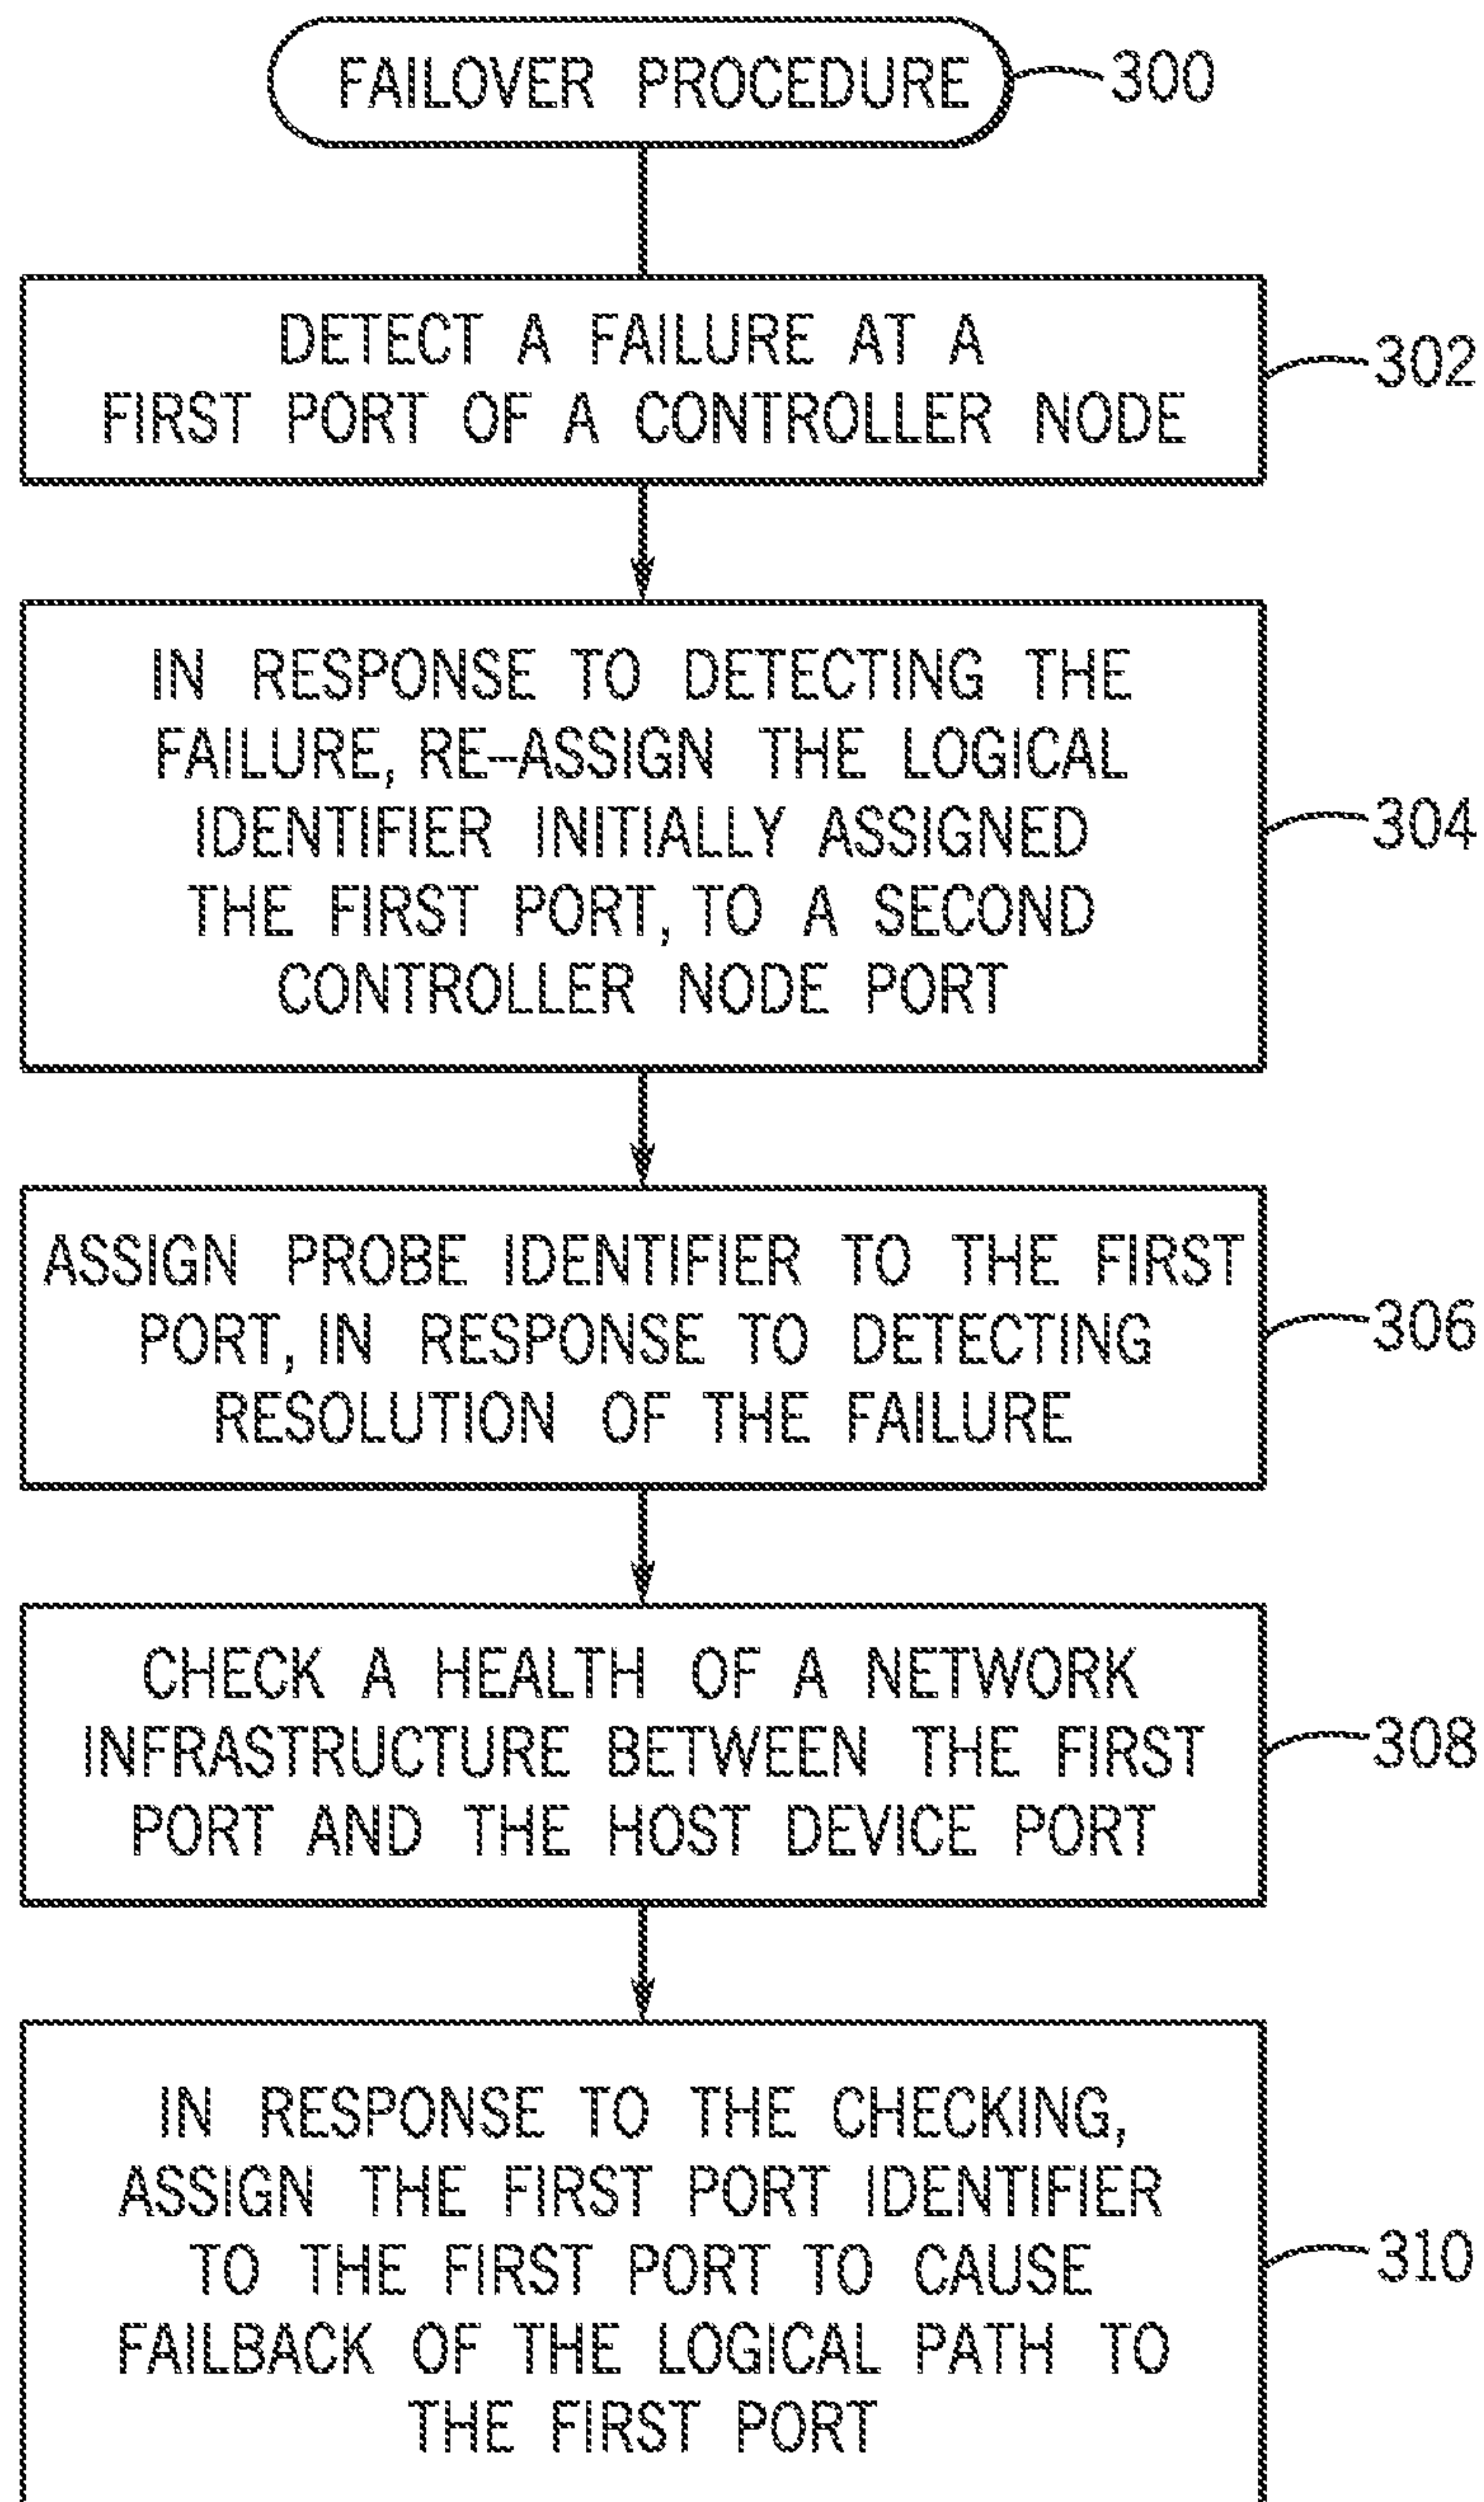 FAILOVER PROCEDURE
300
DETECT A FAILURE AT A
FIRST PORT OF A CONTROLLER NODE
302
IN RESPONSE TO DETECTING THE
FAILURE, RE-ASSIGN THE LOGICAL
IDENTIFIER INITIALLY ASSIGNED
THE FIRST PORT, TO A SECOND
CONTROLLER NODE PORT
304
ASSIGN PROBE IDENTIFIER TO THE FIRST
PORT, IN RESPONSE TO DETECTING
RESOLUTION OF THE FAILURE
306
CHECK A HEALTH OF A NETWORK
INFRASTRUCTURE BETWEEN THE FIRST
PORT AND THE HOST DEVICE PORT
308
IN RESPONSE TO THE CHECKING,
ASSIGN THE FIRST PORT IDENTIFIER
TO THE FIRST PORT TO CAUSE
FAILBACK OF THE LOGICAL PATH TO
THE FIRST PORT
310